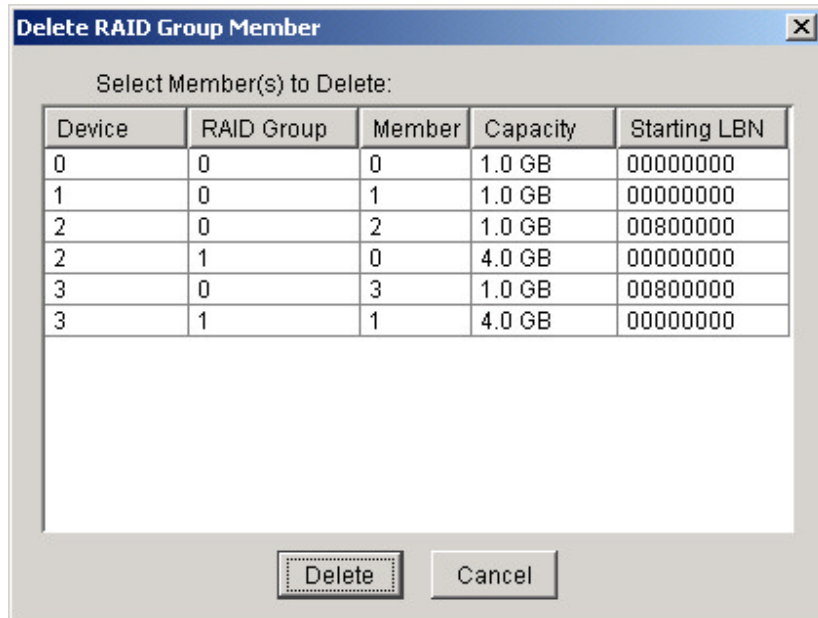 Delete RAID Group Member
Select Member(s) to Delete:
Device RAID Group Member Capacity Starting LBN
0 0 0 1.0 GB 00000000
1 0 1 1.0 GB 00000000
2 0 2 1.0 GB 00800000
2 1 0 4.0 GB 00000000
3 0 3 1.0 GB 00800000
3 1 1 4.0 GB 00000000
Delete Cancel